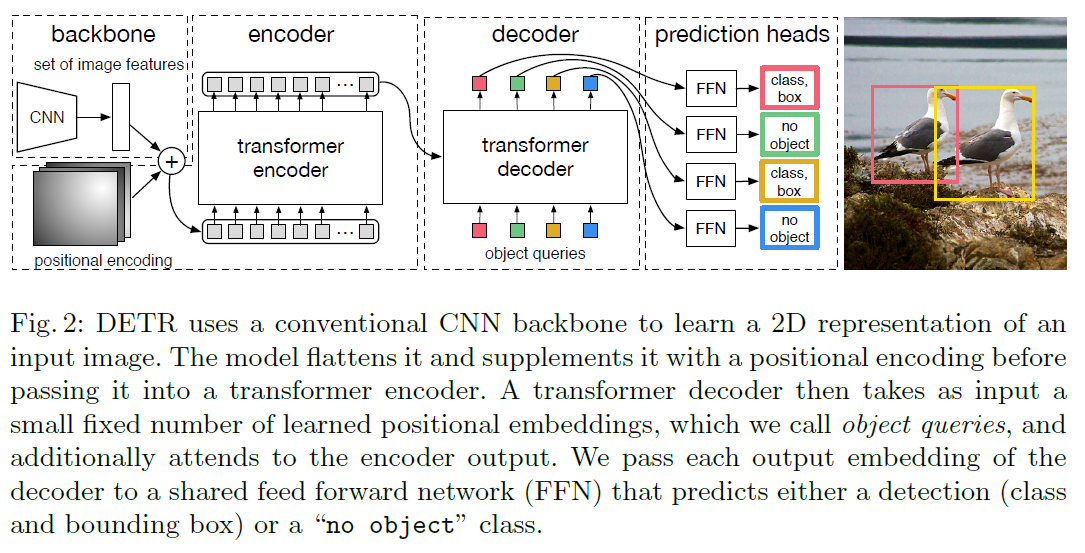 backbone
encoder
decoder
prediction heads
set of image features
CNN
+
positional encoding
...
transformer
encoder
...
transformer
decoder
object queries
FFN
class,
box
FFN
no
object
FFN
class,
box
FFN
no
object
Fig. 2: DETR uses a conventional CNN backbone to learn a 2D representation of an
input image. The model flattens it and supplements it with a positional encoding before
passing it into a transformer encoder. A transformer decoder then takes as input a
small fixed number of learned positional embeddings, which we call object queries, and
additionally attends to the encoder output. We pass each output embedding of the
decoder to a shared feed forward network (FFN) that predicts either a detection (class
and bounding box) or a “no object” class.